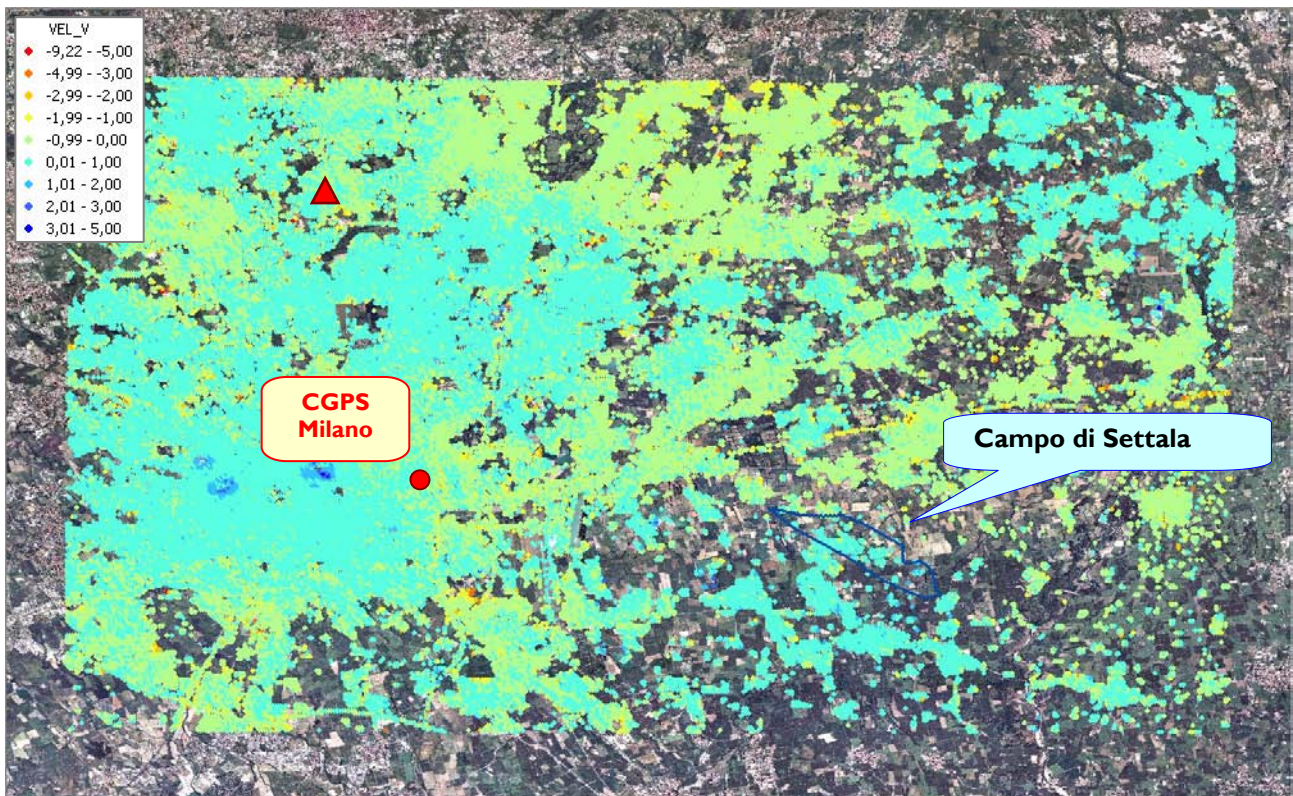 VEL_V
-9,22 - -5,00
-4,99 - -3,00
-2,99 - -2,00
-1,99 - -1,00
-0,99 - 0,00
0,01 - 1,00
1,01 - 2,00
2,01 - 3,00
3,01 - 5,00
CGPS
Milano
Campo di Settala